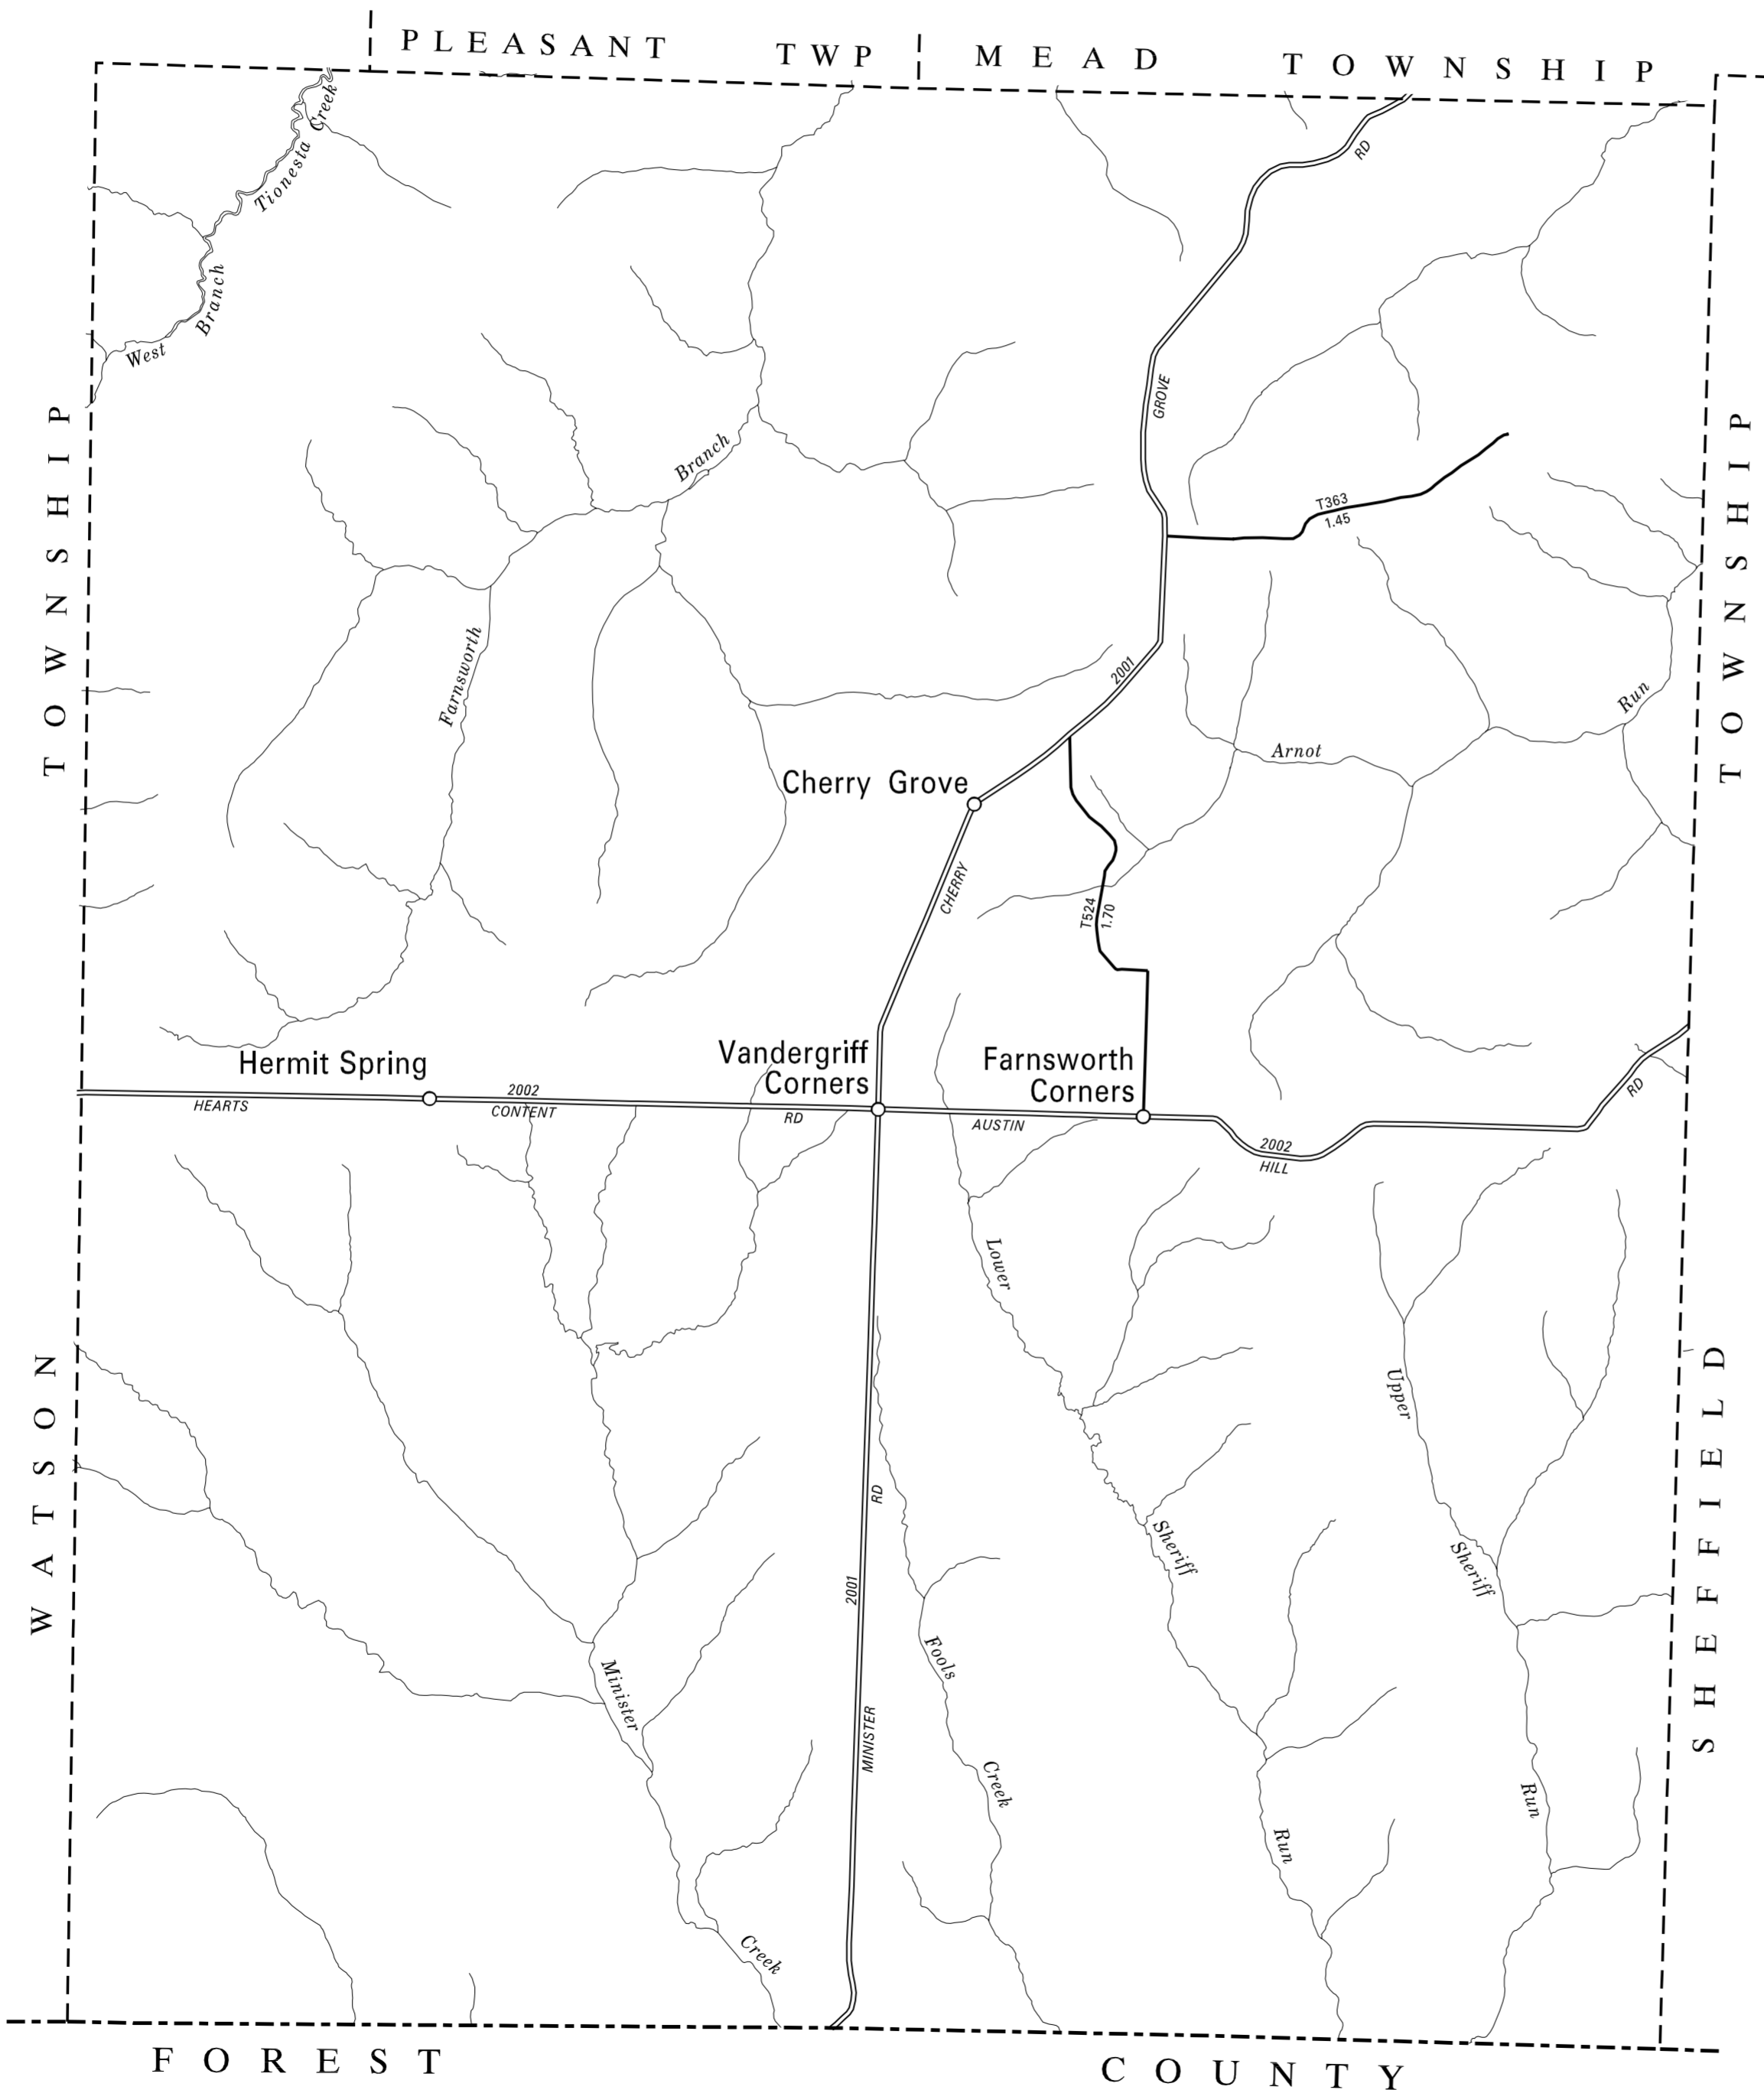 PLEASANT TWP
MEAD TOWNSHIP
Tionesta Creek
RD
West Branch
GROVE
Branch
TOWNSHIP
TOWNSHIP
T363
1.45
Farnsworth
2001
Run
Arnot
Cherry Grove
CHERRY
T524
1.70
Vandergriff
Corners
Farnsworth
Corners
Hermit Spring
2002
HEARTS
CONTENT
RD
AUSTIN
2002
HILL
RD
Lower
WATSON
SHEFFIELD
Upper
RD
Sheriff
Sheriff
2001
Fools
Minister
MINISTER
Creek
Run
Run
Creek
FOREST
COUNTY